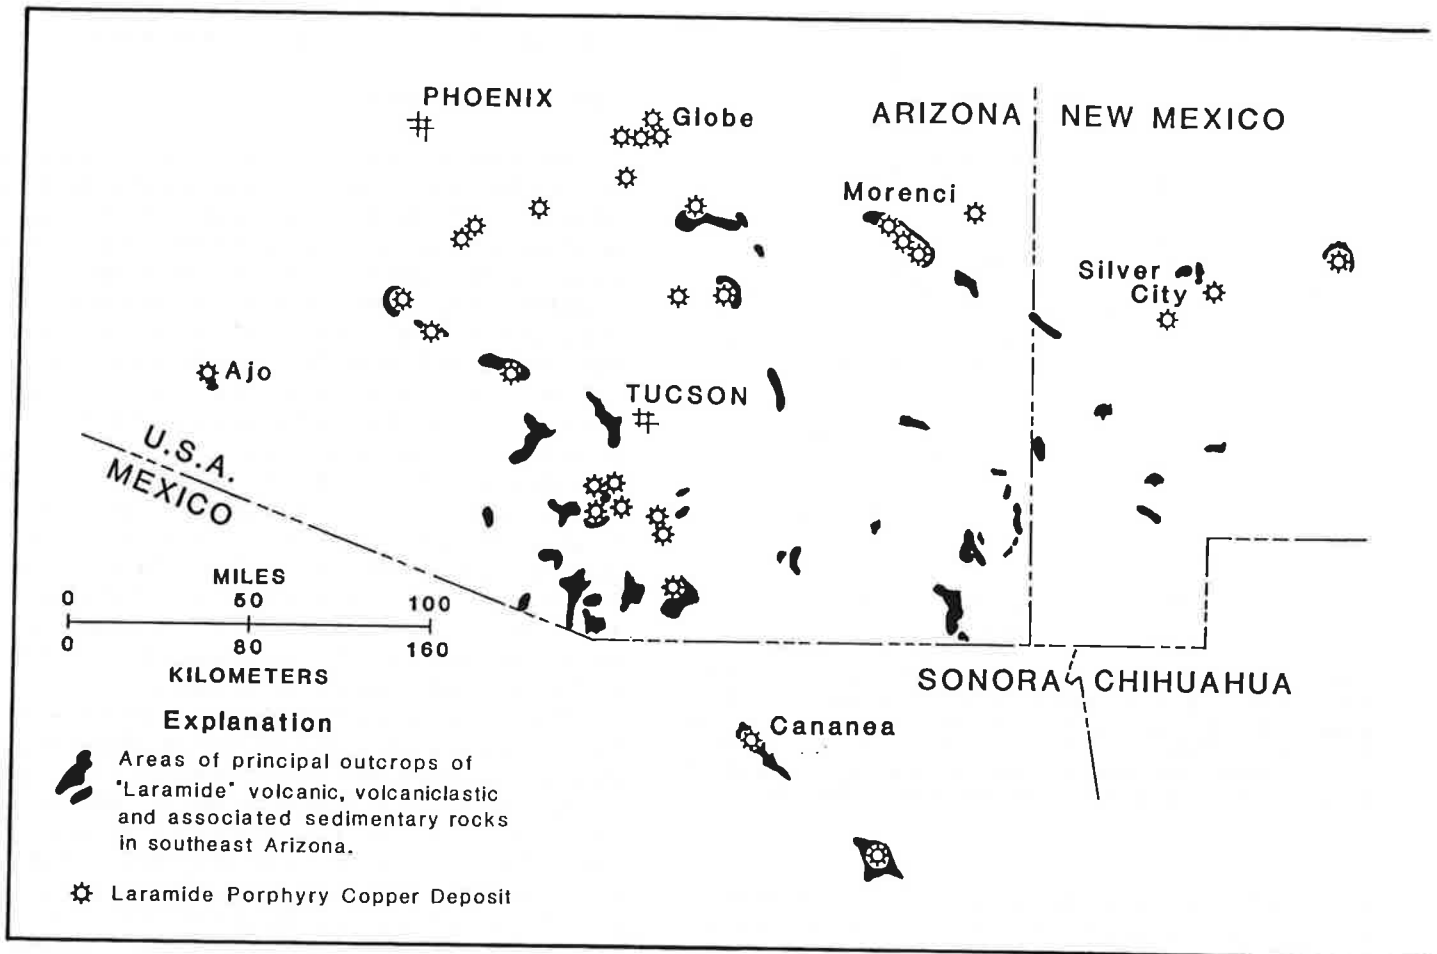 PHOENIX
Globe
ARIZONA
NEW MEXICO
Morenci
Silver
City
Ajo
TUCSON
U.S.A.
MEXICO
MILES
0 50 100
0 80 160
KILOMETERS
SONORA
CHIHUAHUA
Cananea
Explanation
Areas of principal outcrops of
"Laramide" volcanic, volcaniclastic
and associated sedimentary rocks
in southeast Arizona.
Laramide Porphyry Copper Deposit